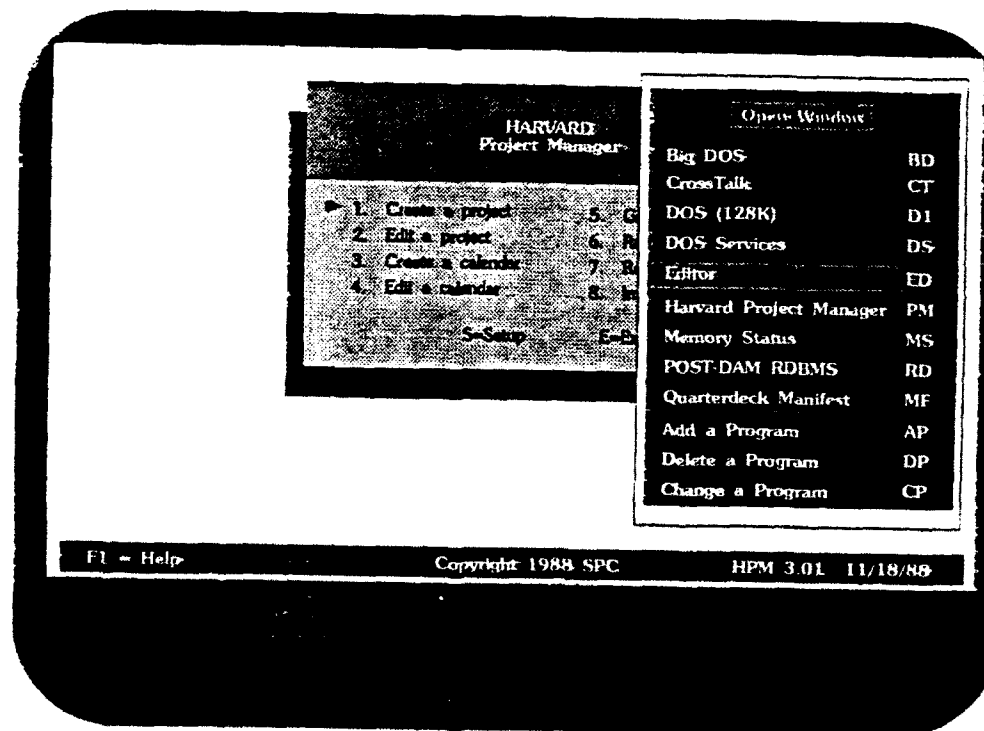 HARVARD
Project Manager
1. Create a project
2. Edit a project
3. Create a calendar
4. Edit a calendar
5. G
6. R
7. R
8.
S=Setup
Open Window
Big DOS BD
CrossTalk CT
DOS (128K) D1
DOS Services DS
Editor ED
Harvard Project Manager PM
Memory Status MS
POST-DAM RDBMS RD
Quarterdeck Manifest MF
Add a Program AP
Delete a Program DP
Change a Program CP
F1 = Help Copyright 1988 SPC HPM 3.01 11/18/88